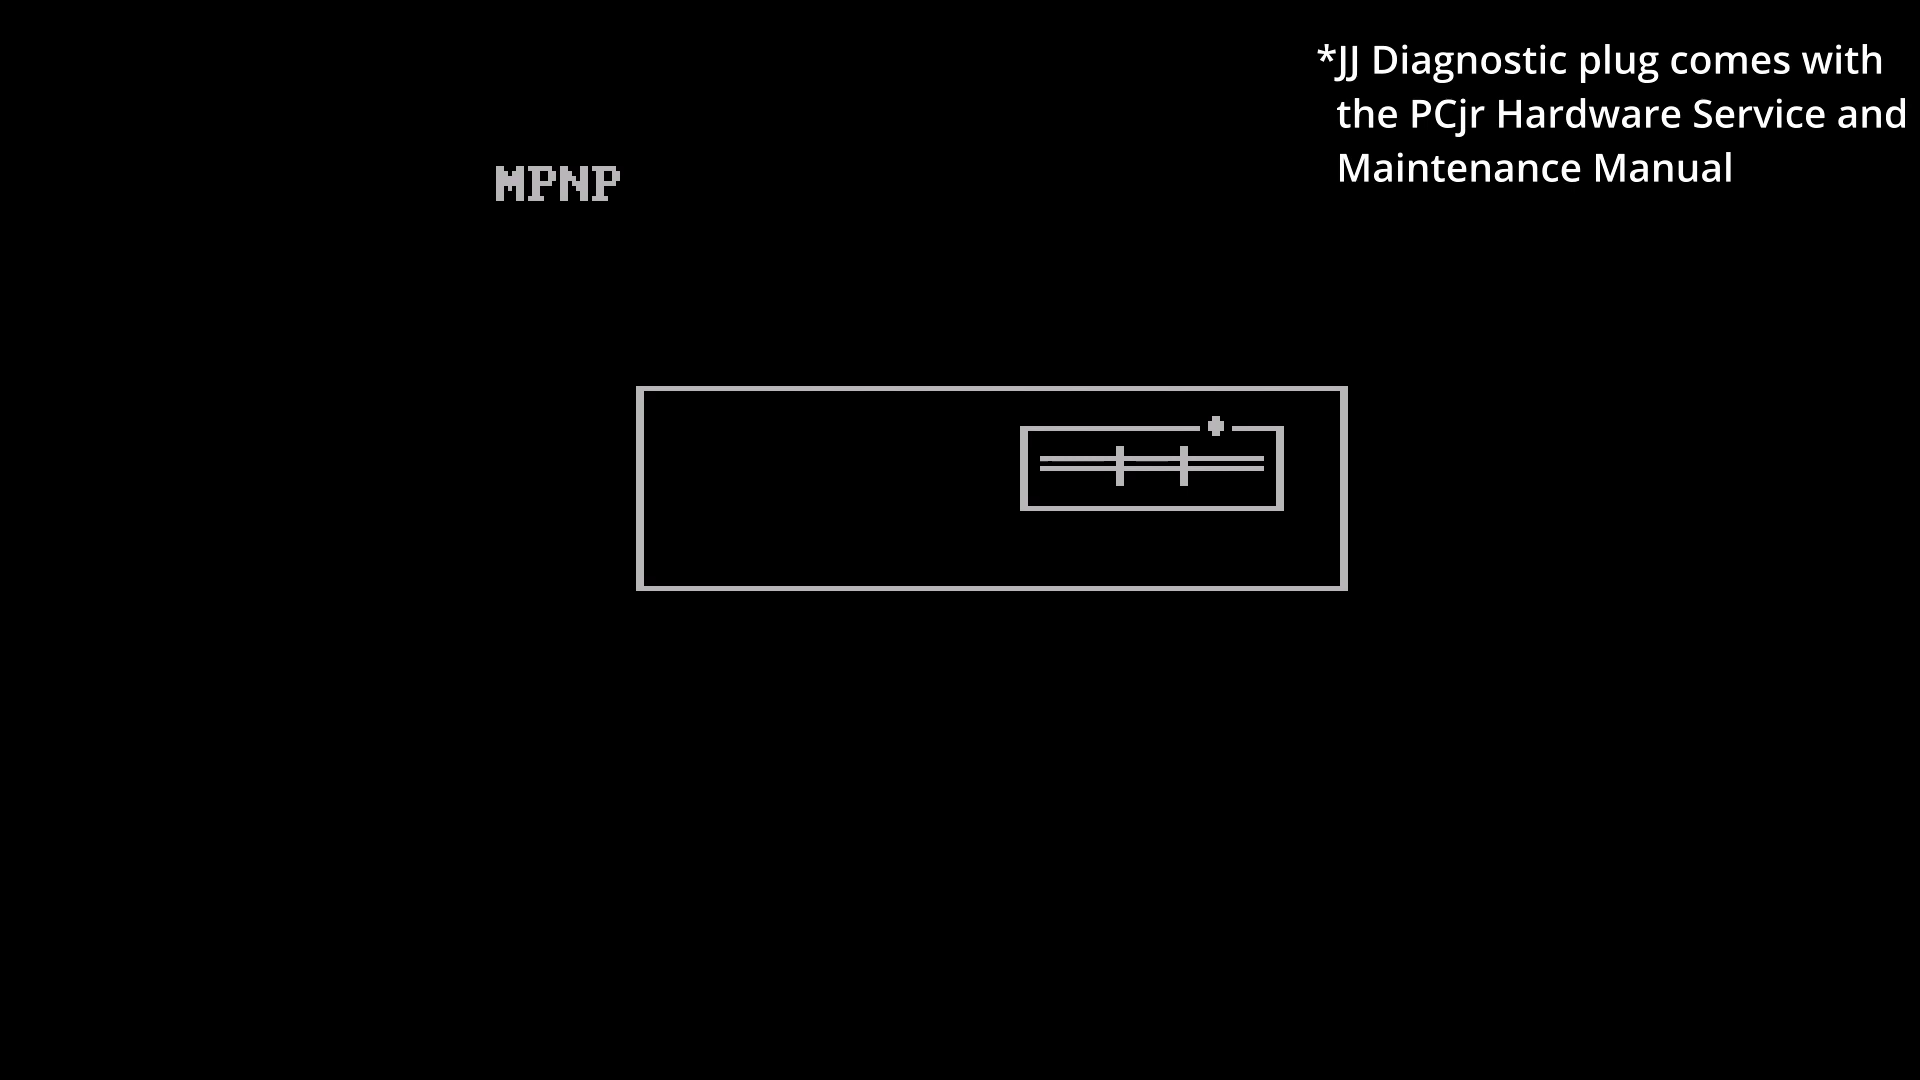 *JJ Diagnostic plug comes with
the PCjr Hardware Service and
Maintenance Manual
MPNP